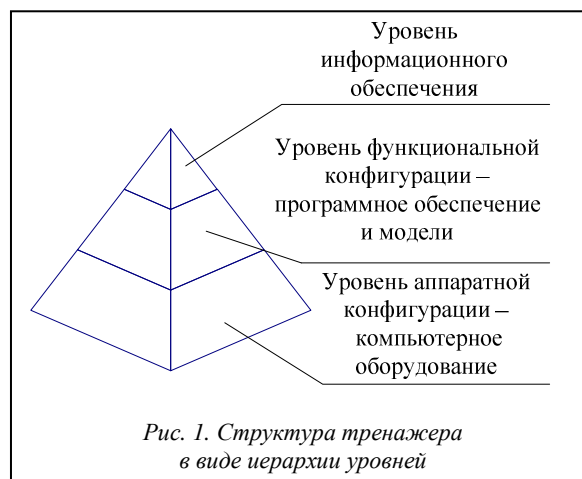 Уровень
информационного
обеспечения
Уровень функциональной
конфигурации –
программное обеспечение
и модели
Уровень аппаратной
конфигурации –
компьютерное
оборудование
Рис. 1. Структура тренажера
в виде иерархии уровней